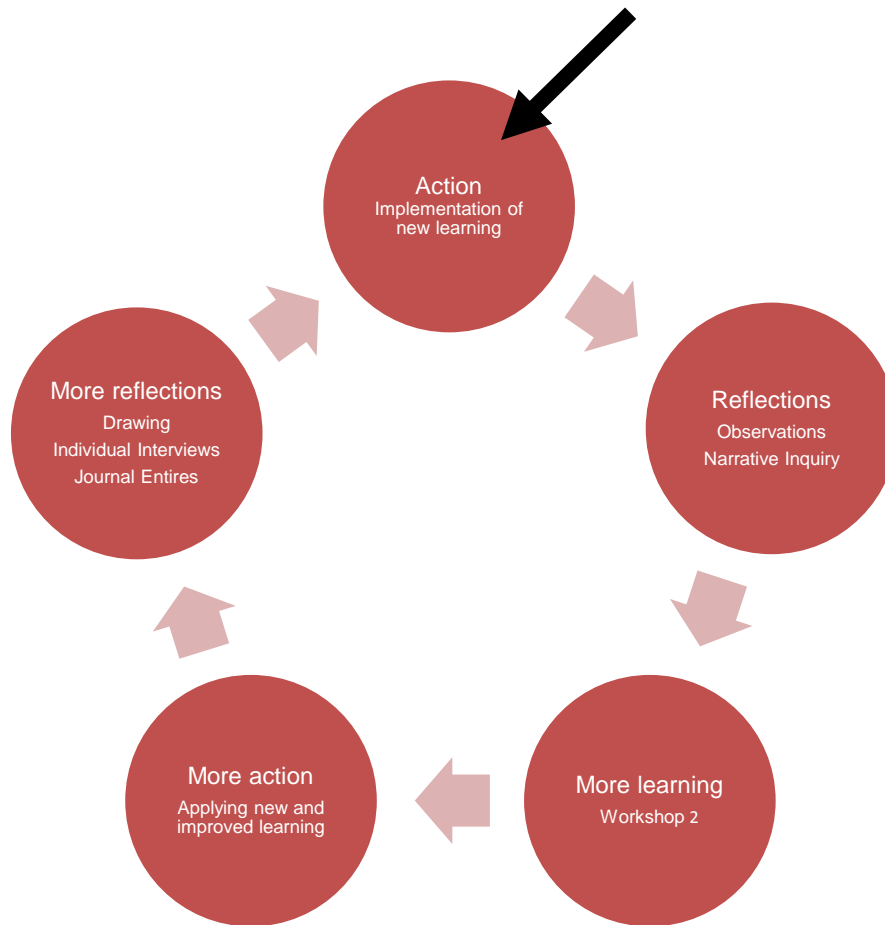 Action
Implementation of
new learning
Reflections
Observations
Narrative Inquiry
More learning
Workshop 2
More action
Applying new and
improved learning
More reflections
Drawing
Individual Interviews
Journal Entires